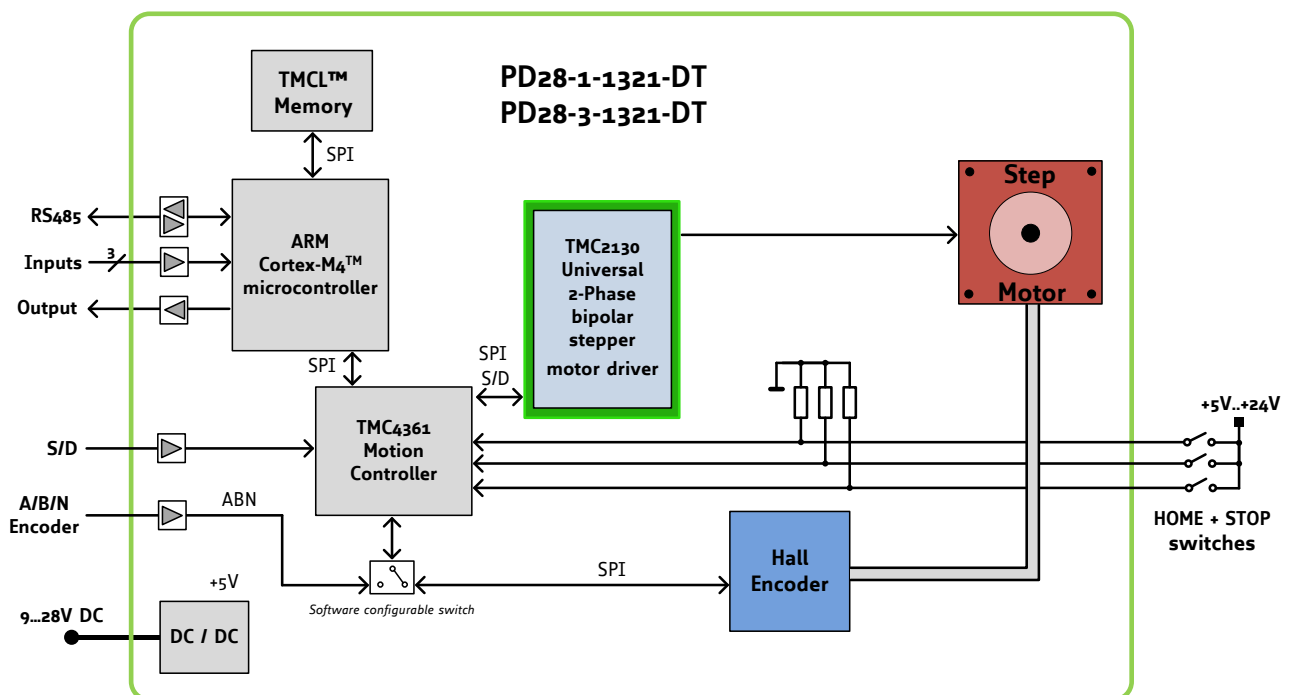 PD28-1-1321-DT
PD28-3-1321-DT
TMCL™
Memory
SPI
RS485
Inputs
3
Output
ARM
Cortex-M4™
microcontroller
SPI
TMC2130
Universal
2-Phase
bipolar
stepper
motor driver
Step
Motor
SPI
S/D
TMC4361
Motion
Controller
S/D
A/B/N
Encoder
ABN
+5V..+24V
HOME + STOP
switches
SPI
Hall
Encoder
Software configurable switch
+5V
9...28V DC
DC / DC